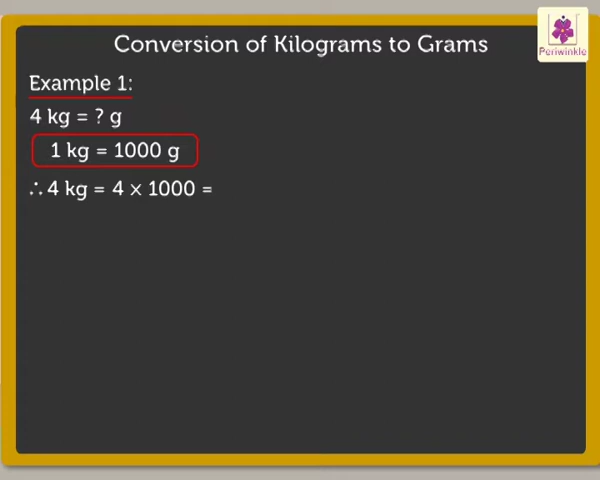 Conversion of Kilograms to Grams
Periwinkle
Example 1:
4 kg = ? g
1 kg = 1000 g
∴ 4 kg = 4 x 1000 =